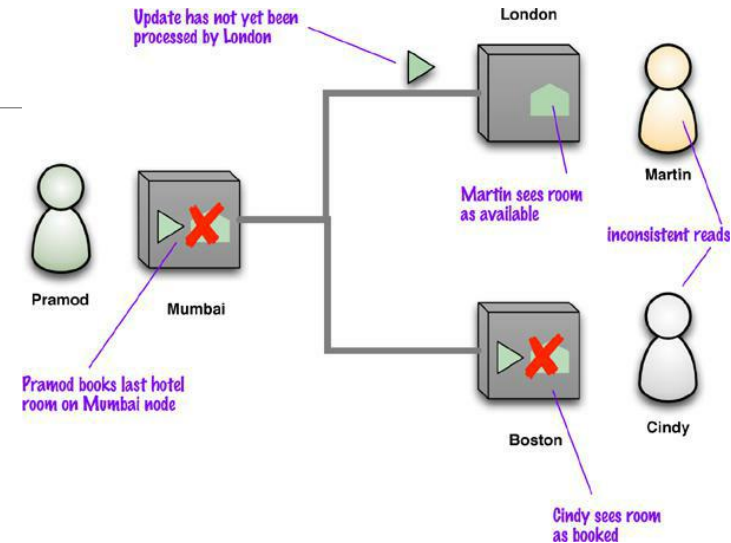 Update has not yet been
processed by London
London
Martin
Martin sees room
as available
inconsistent reads
Pramod
Mumbai
Pramod books last hotel
room on Mumbai node
Boston
Cindy
Cindy sees room
as booked